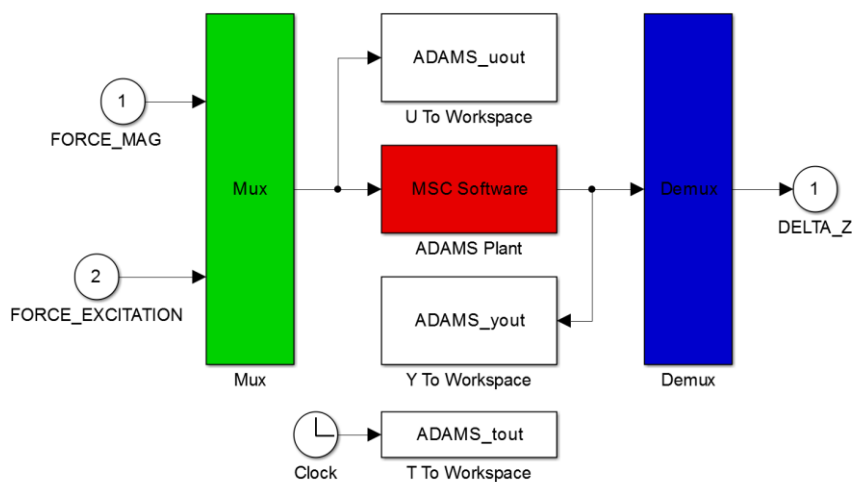 ADAMS_uout
U To Workspace
1
FORCE_MAG
Mux
MSC Software
ADAMS Plant
Demux
1
DELTA_Z
2
FORCE_EXCITATION
ADAMS_yout
Y To Workspace
Mux
Demux
ADAMS_tout
Clock
T To Workspace